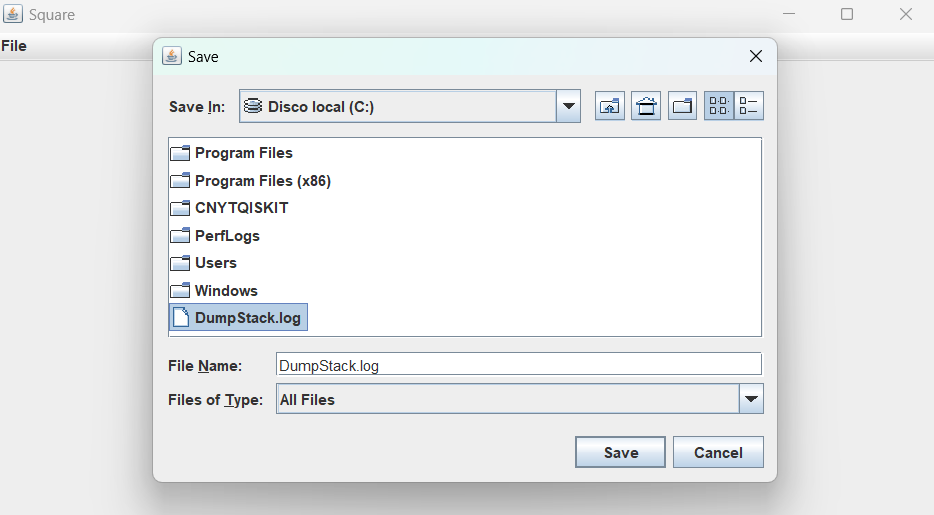 Square
File
Save
Save In: Disco local (C:)
Program Files
Program Files (x86)
CNYTQISKIT
PerfLogs
Users
Windows
DumpStack.log
File Name: DumpStack.log
Files of Type: All Files
Save Cancel